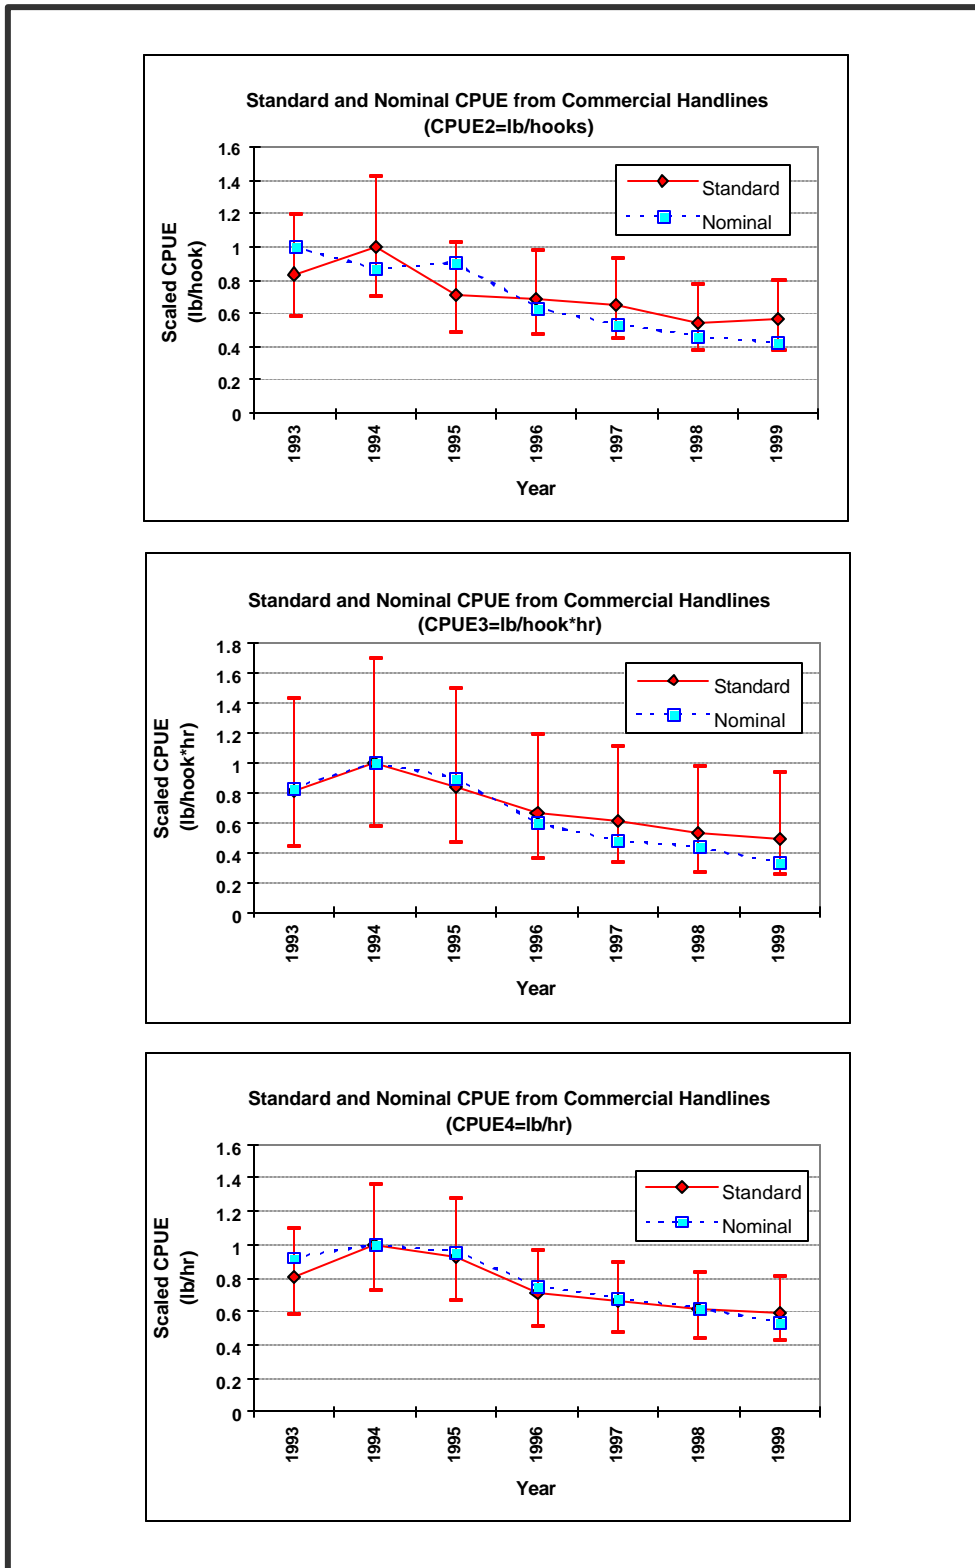 Standard and Nominal CPUE from Commercial Handlines
(CPUE2=lb/hooks)
1.6
1.4
1.2
1
0.8
0.6
0.4
0.2
0
Scaled CPUE
(lb/hook)
Standard
Nominal
1993
1994
1995
1996
1997
1998
1999
Year
Standard and Nominal CPUE from Commercial Handlines
(CPUE3=lb/hook*hr)
1.8
1.6
1.4
1.2
1
0.8
0.6
0.4
0.2
0
Scaled CPUE
(lb/hook*hr)
Standard
Nominal
1993
1994
1995
1996
1997
1998
1999
Year
Standard and Nominal CPUE from Commercial Handlines
(CPUE4=lb/hr)
1.6
1.4
1.2
1
0.8
0.6
0.4
0.2
0
Scaled CPUE
(lb/hr)
Standard
Nominal
1993
1994
1995
1996
1997
1998
1999
Year